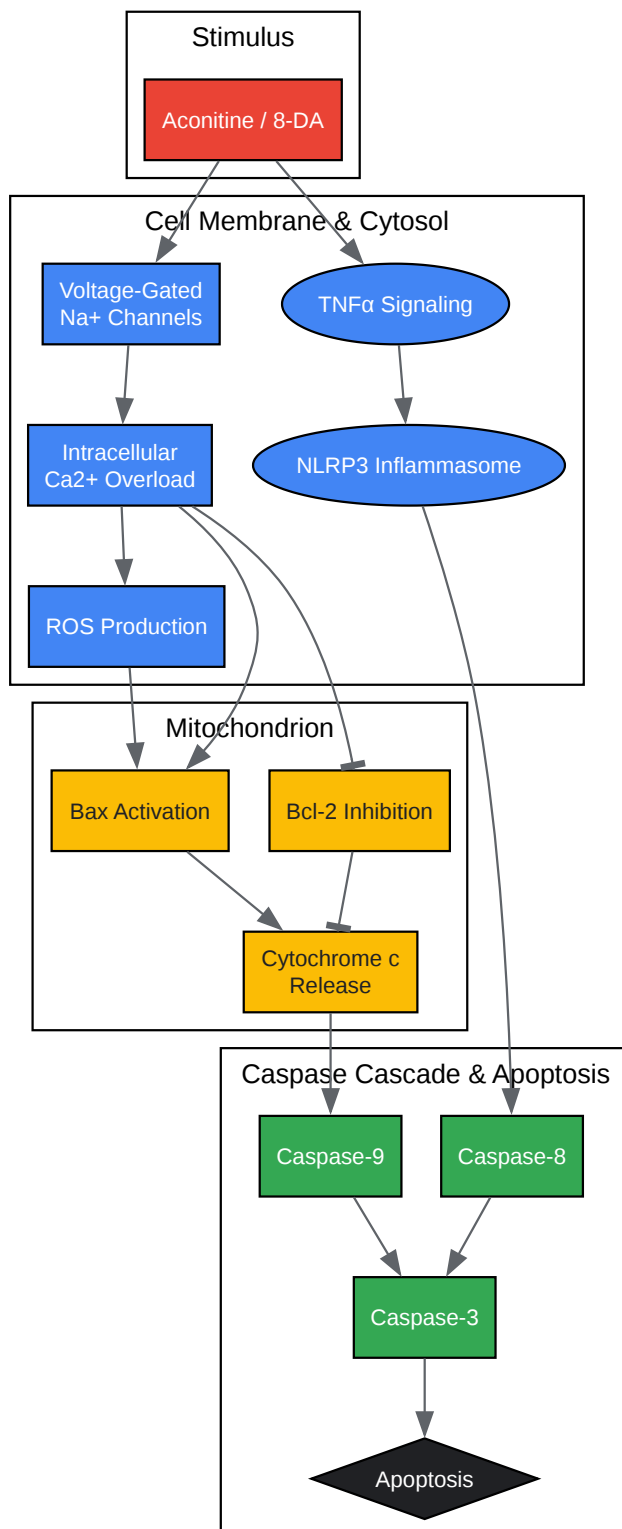 Stimulus
Aconitine / 8-DA
Cell Membrane & Cytosol
Voltage-Gated
Na+ Channels
TNFα Signaling
Intracellular
Ca2+ Overload
NLRP3 Inflammasome
ROS Production
Mitochondrion
Bax Activation
Bcl-2 Inhibition
Cytochrome c
Release
Caspase Cascade & Apoptosis
Caspase-9
Caspase-8
Caspase-3
Apoptosis